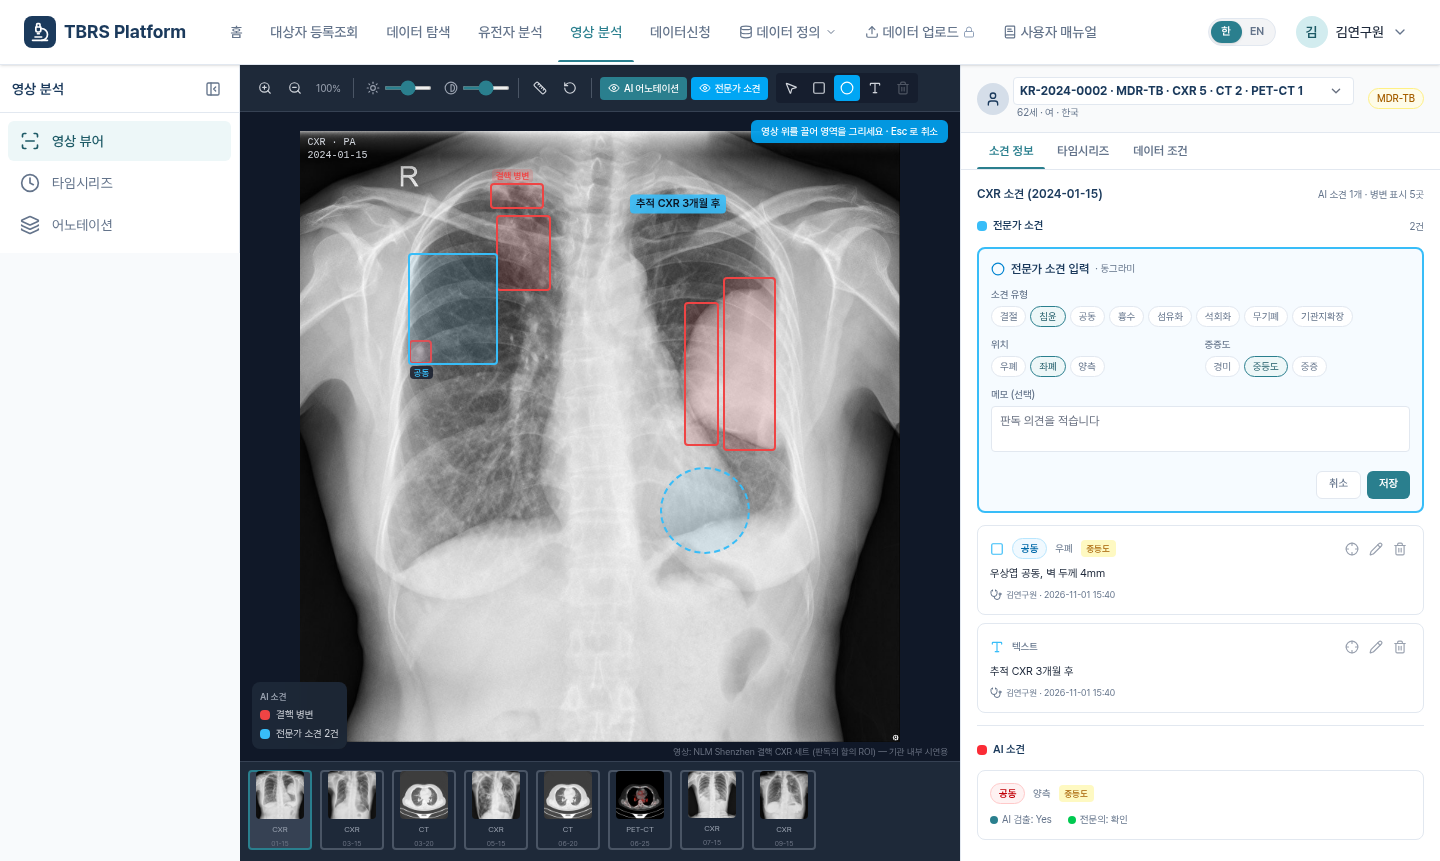 TBRS Platform
홈
대상자 등록조회
데이터 탐색
유전자 분석
영상 분석
데이터신청
데이터 정의
데이터 업로드
사용자 매뉴얼
한 EN
김 김연구원
영상 분석
영상 뷰어
타임시리즈
어노테이션
100%
AI 어노테이션
전문가 소견
T
영상 위를 끌어 영역을 그리세요 · Esc 로 취소
CXR · PA
2024-01-15
R
결핵 병변
추적 CXR 3개월 후
공동
AI 소견
결핵 병변
전문가 소견 2건
영상: NLM Shenzhen 결핵 CXR 세트 (판독의 합의 ROI) — 기관 내부 시연용
CXR
01-15
CXR
03-15
CT
03-20
CXR
05-15
CT
06-20
PET-CT
06-25
CXR
07-15
CXR
09-15
KR-2024-0002 · MDR-TB · CXR 5 · CT 2 · PET-CT 1
62세 · 여 · 한국
MDR-TB
소견 정보
타임시리즈
데이터 조건
CXR 소견 (2024-01-15)
AI 소견 1개 · 병변 표시 5곳
전문가 소견
2건
전문가 소견 입력 · 동그라미
소견 유형
결절 침윤 공동 흉수 섬유화 석회화 무기폐 기관지확장
위치
우폐 좌폐 양측
중증도
경미 중등도 중증
메모 (선택)
판독 의견을 적습니다
취소
저장
공동 우폐 중등도
우상엽 공동, 벽 두께 4mm
김연구원 · 2026-11-01 15:40
텍스트
추적 CXR 3개월 후
김연구원 · 2026-11-01 15:40
AI 소견
공동 양측 중등도
AI 검출: Yes
전문의: 확인